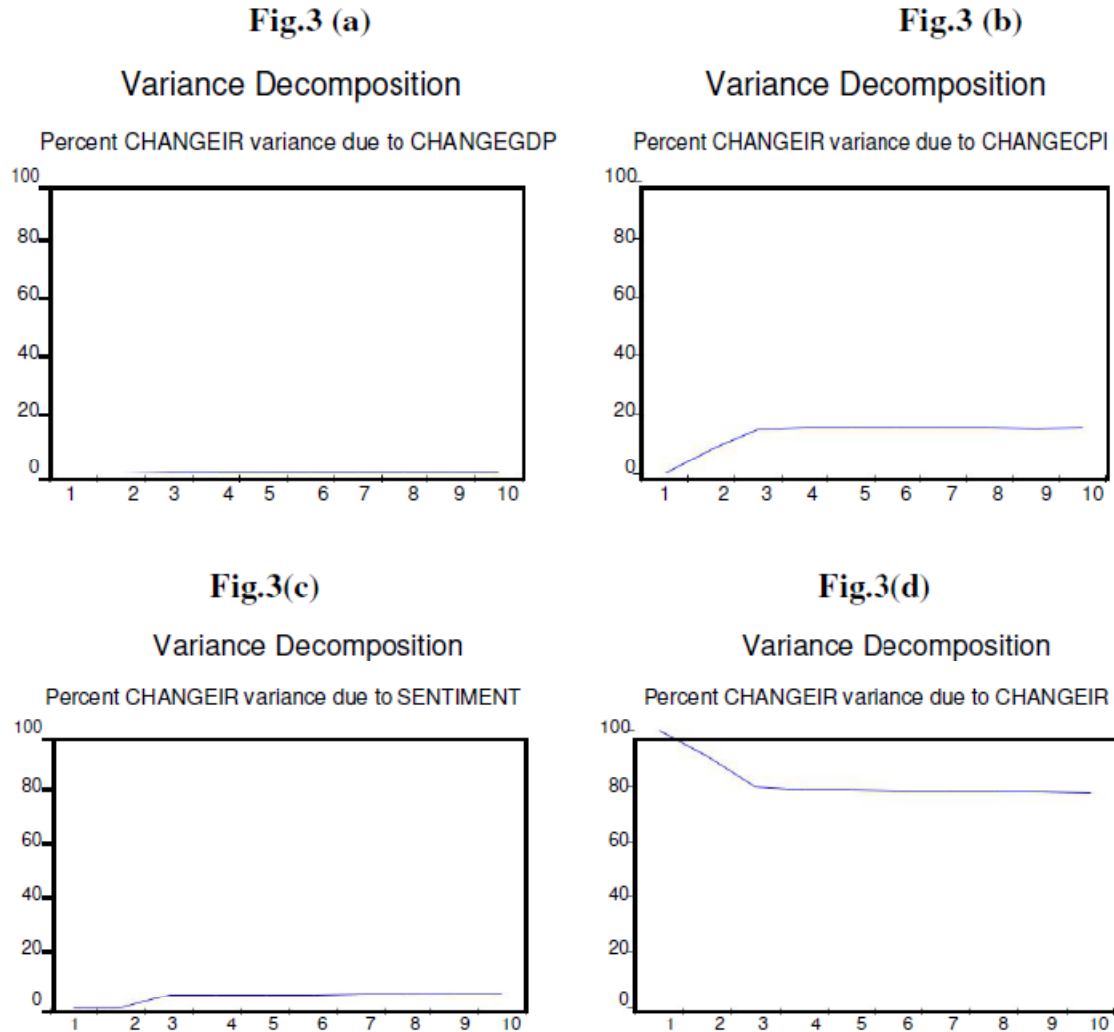 Fig.3 (a)
Variance Decomposition
Percent CHANGEIR variance due to CHANGEGDP
100
80
60
40
20
0
1 2 3 4 5 6 7 8 9 10
Fig.3 (b)
Variance Decomposition
Percent CHANGEIR variance due to CHANGECPI
100
80
60
40
20
0
1 2 3 4 5 6 7 8 9 10
Fig.3(c)
Variance Decomposition
Percent CHANGEIR variance due to SENTIMENT
100
80
60
40
20
0
1 2 3 4 5 6 7 8 9 10
Fig.3(d)
Variance Decomposition
Percent CHANGEIR variance due to CHANGEIR
100
80
60
40
20
0
1 2 3 4 5 6 7 8 9 10